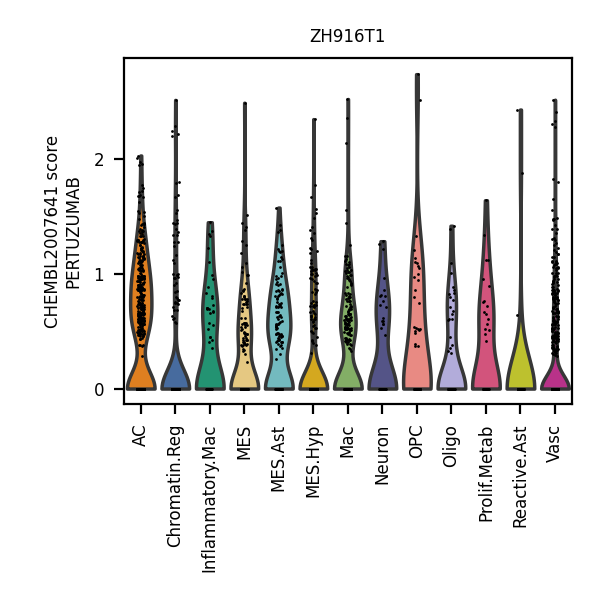 ZH916T1
CHEMBL2007641 score
PERTUZUMAB
2
1
0
AC
Chromatin.Reg
Inflammatory.Mac
MES
MES.Ast
MES.Hyp
Mac
Neuron
OPC
Oligo
Prolif.Metab
Reactive.Ast
Vasc